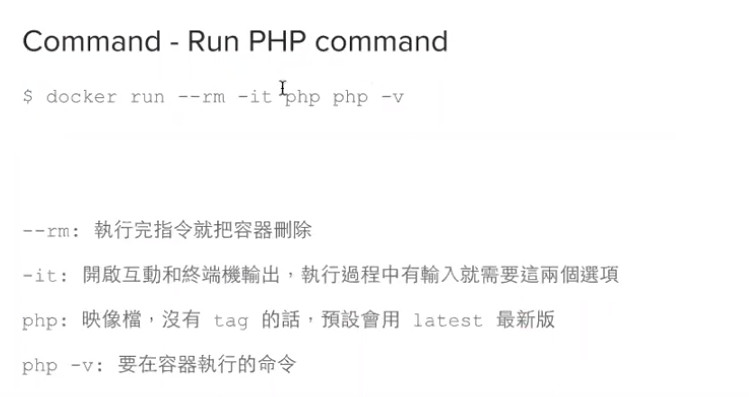 Command - Run PHP command
$ docker run --rm -it php php -v
--rm: 執行完指令就把容器刪除
-it: 開啟互動和終端機輸出，執行過程中有輸入就需要這兩個選項
php: 映像檔，沒有 tag 的話，預設會用 latest 最新版
php -v: 要在容器執行的命令